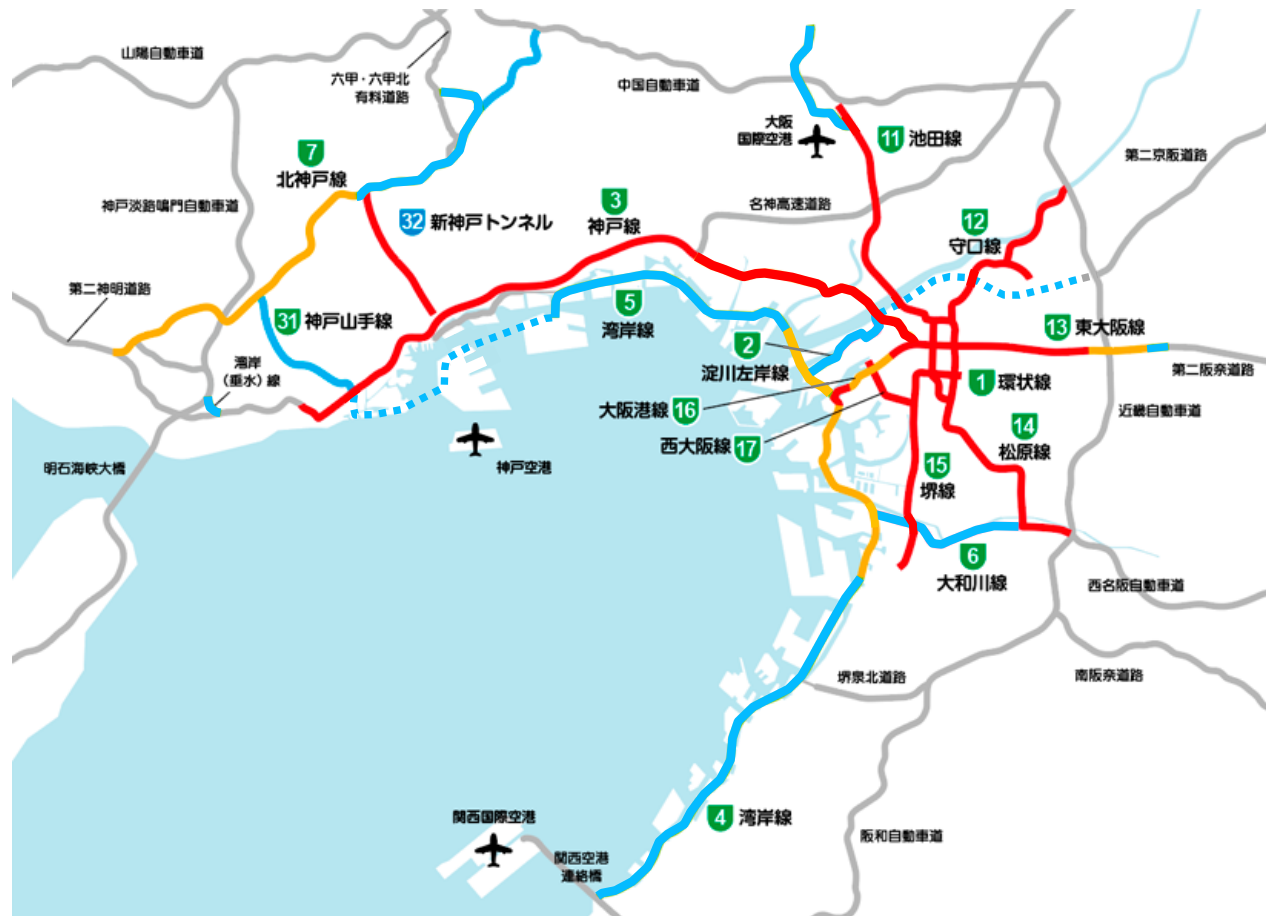 山陽自動車道
六甲・六甲北
有料道路
中国自動車道
大阪
国際空港
11 池田線
第二京阪道路
7
北神戸線
神戸淡路鳴門自動車道
32 新神戸トンネル
3
神戸線
名神高速道路
12
守口線
第二神明道路
31 神戸山手線
5
湾岸線
13 東大阪線
2
淀川左岸線
湾岸
（垂水）線
第二阪奈道路
1 環状線
大阪港線 16
近畿自動車道
14
松原線
西大阪線 17
明石海峡大橋
神戸空港
15
堺線
6
大和川線
西名阪自動車道
堺泉北道路
南阪奈道路
関西国際空港
4 湾岸線
阪和自動車道
関西空港
連絡橋